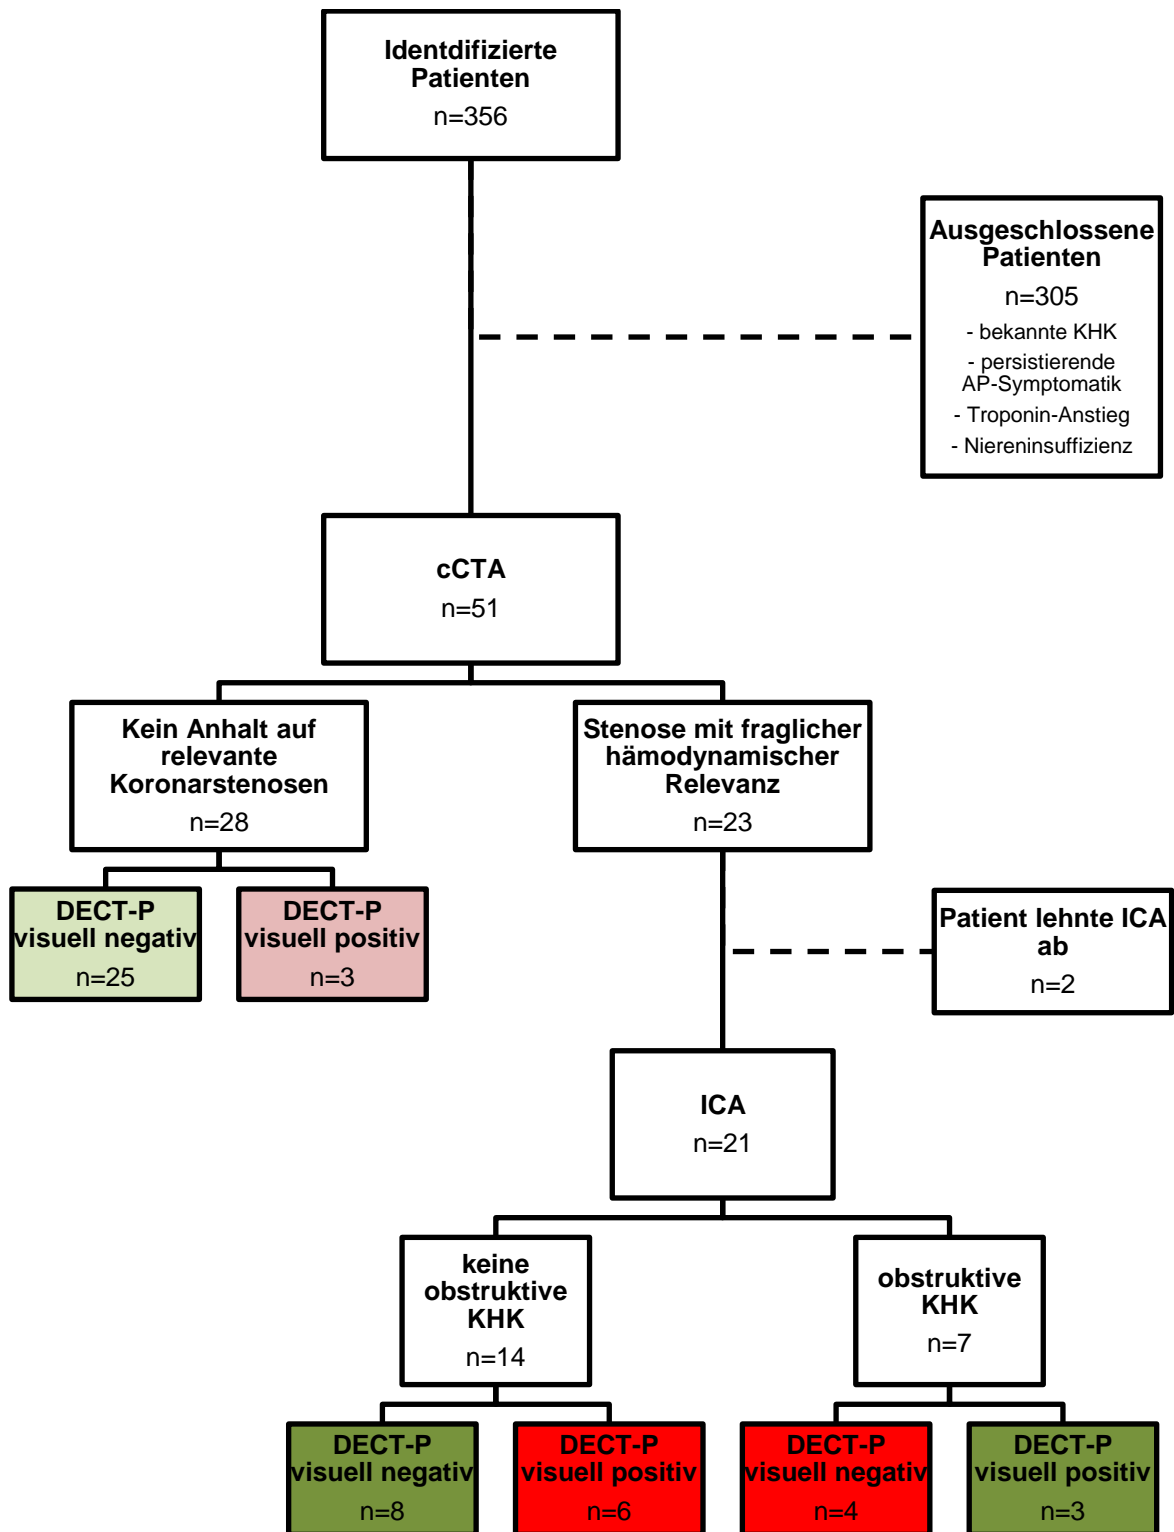 Identdifizierte
Patienten
n=356
Ausgeschlossene
Patienten
n=305
- bekannte KHK
- persistierende
AP-Symptomatik
- Troponin-Anstieg
- Niereninsuffizienz
cCTA
n=51
Kein Anhalt auf
relevante
Koronarstenosen
n=28
Stenose mit fraglicher
hämodynamischer
Relevanz
n=23
DECT-P
visuell negativ
n=25
DECT-P
visuell positiv
n=3
Patient lehnte ICA
ab
n=2
ICA
n=21
keine
obstruktive
KHK
n=14
obstruktive
KHK
n=7
DECT-P
visuell negativ
n=8
DECT-P
visuell positiv
n=6
DECT-P
visuell negativ
n=4
DECT-P
visuell positiv
n=3